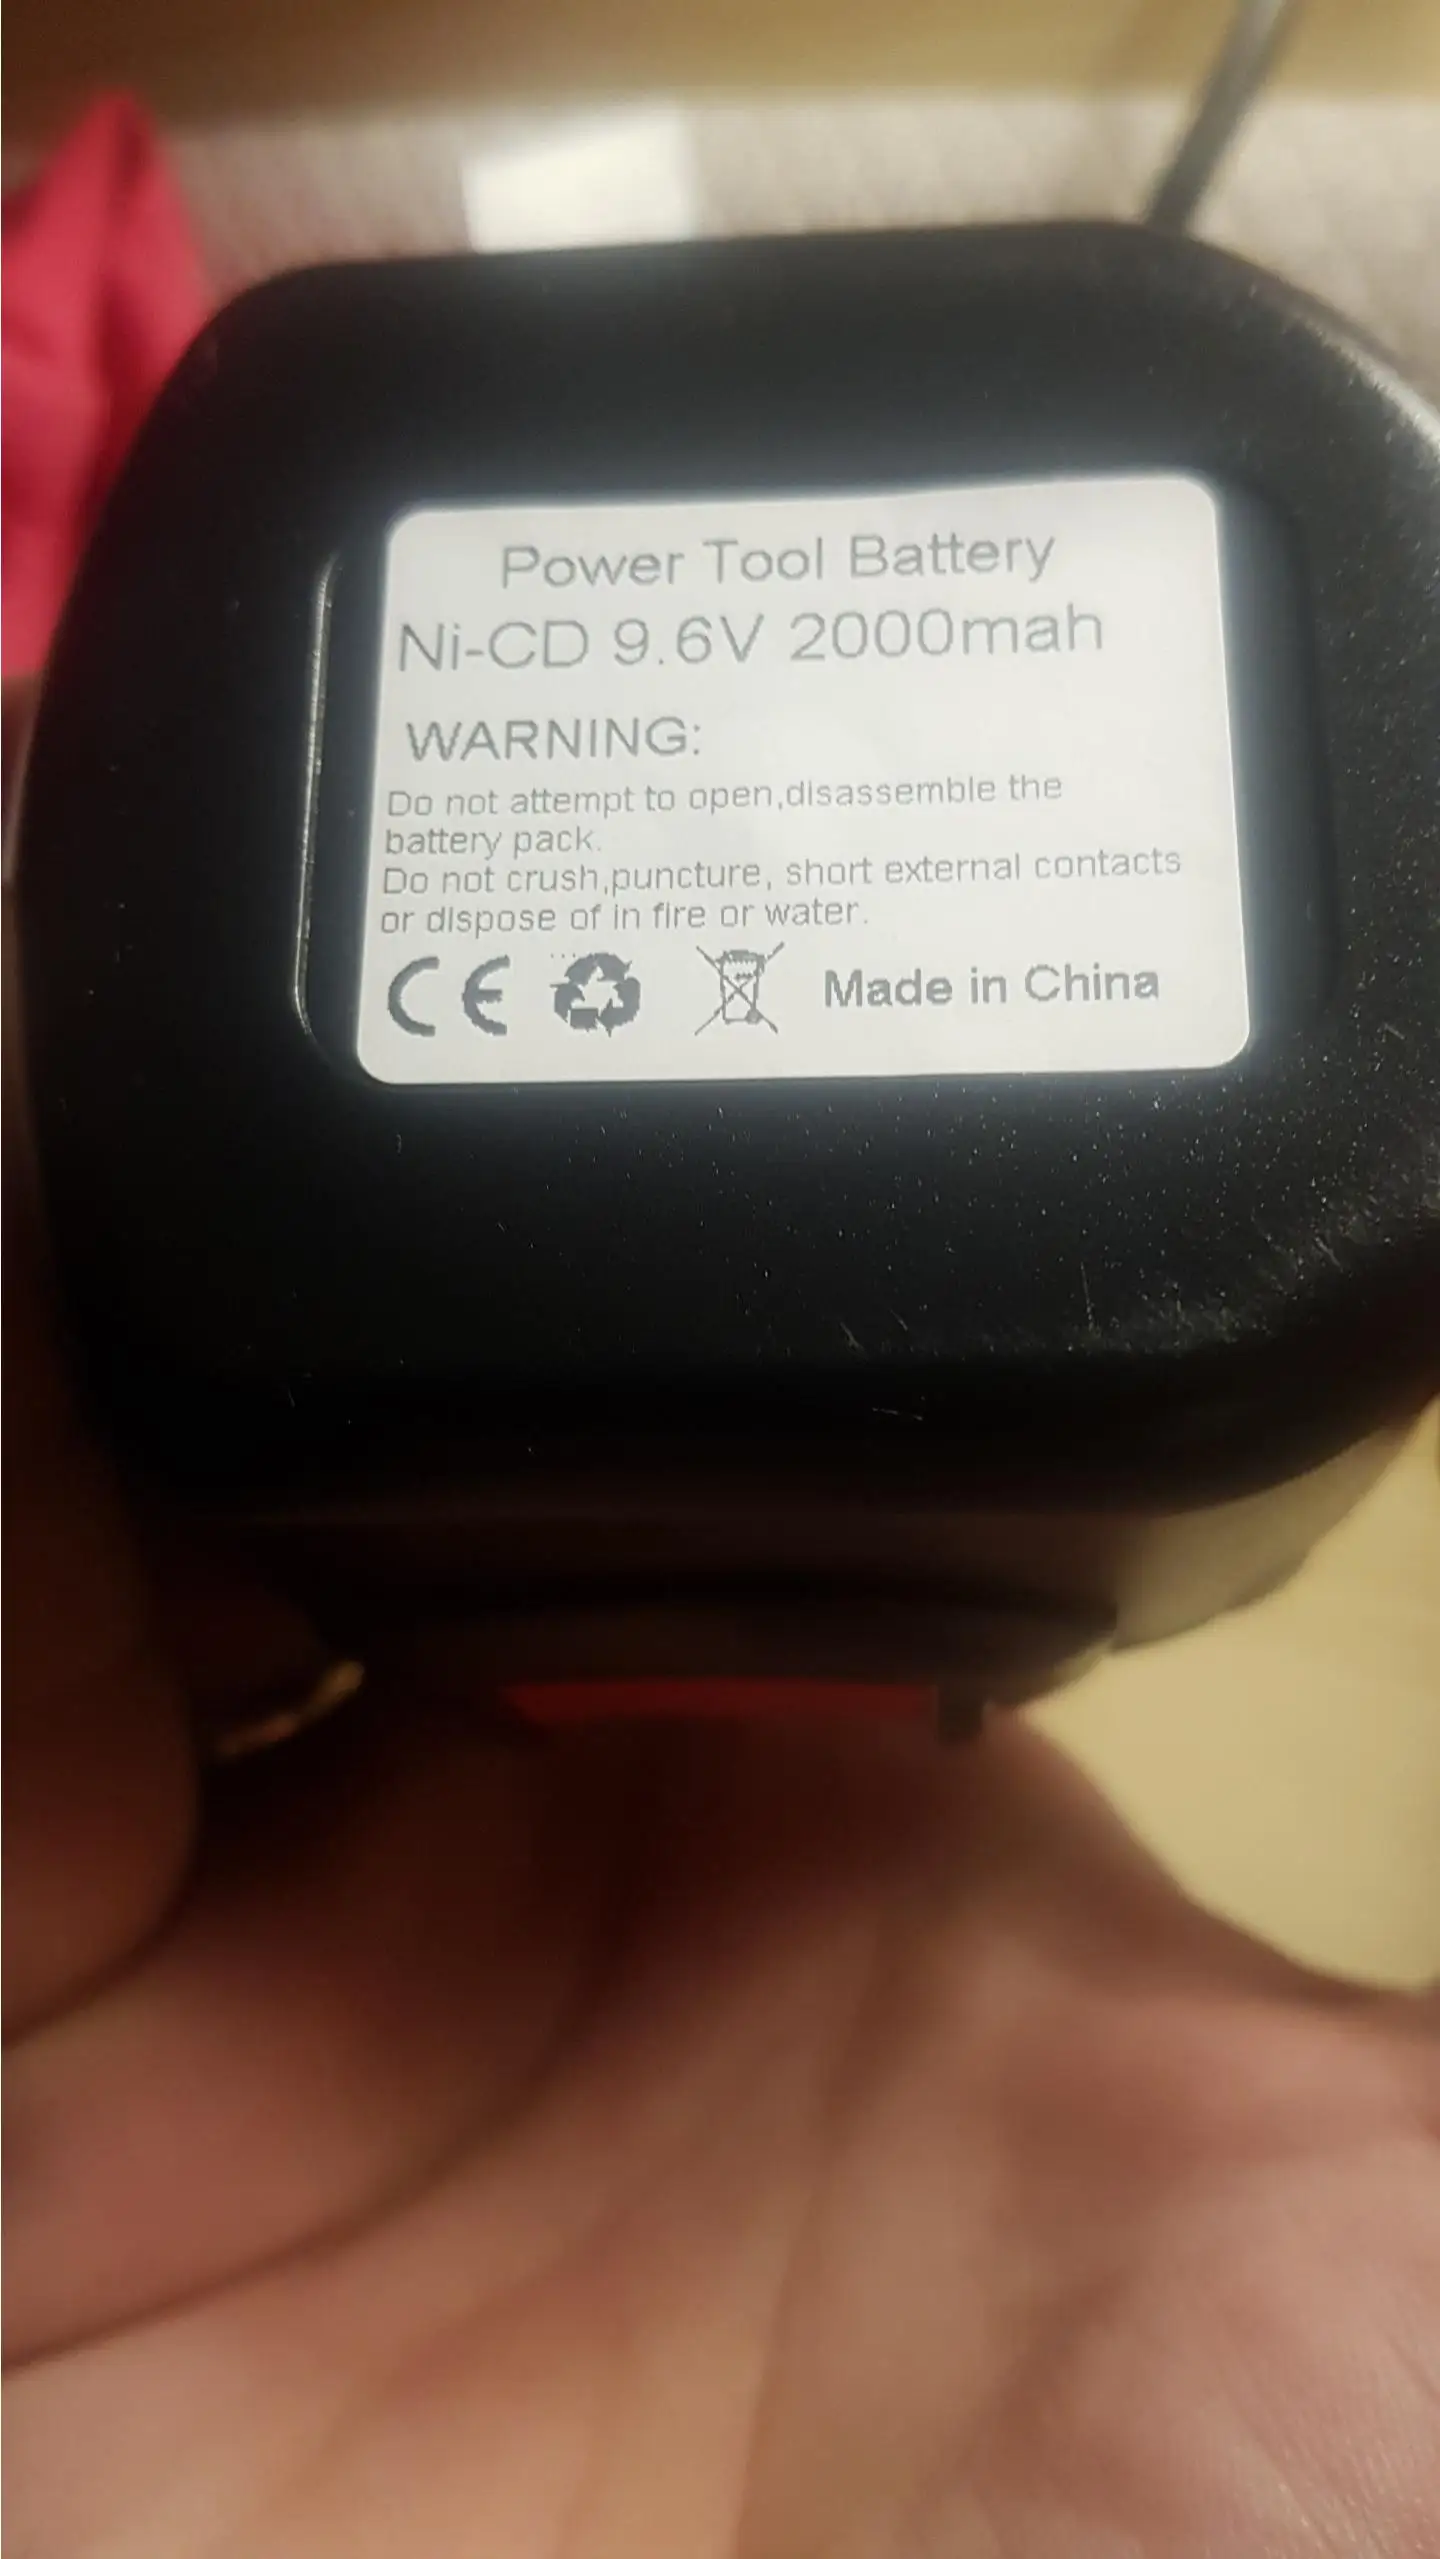 Power Tool Battery
Ni-CD 9.6V 2000mah
WARNING:
Do not attempt to open,disassemble the
battery pack.
Do not crush,puncture, short external contacts
or dispose of in fire or water.
CE Made in China